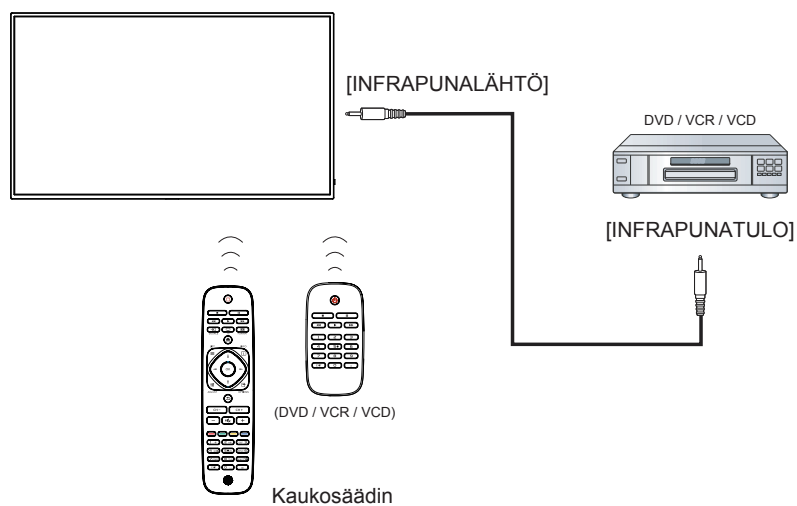 [INFRAPUNALÄHTÖ]
DVD / VCR / VCD
[INFRAPUNATULO]
(DVD / VCR / VCD)
Kaukosäädin